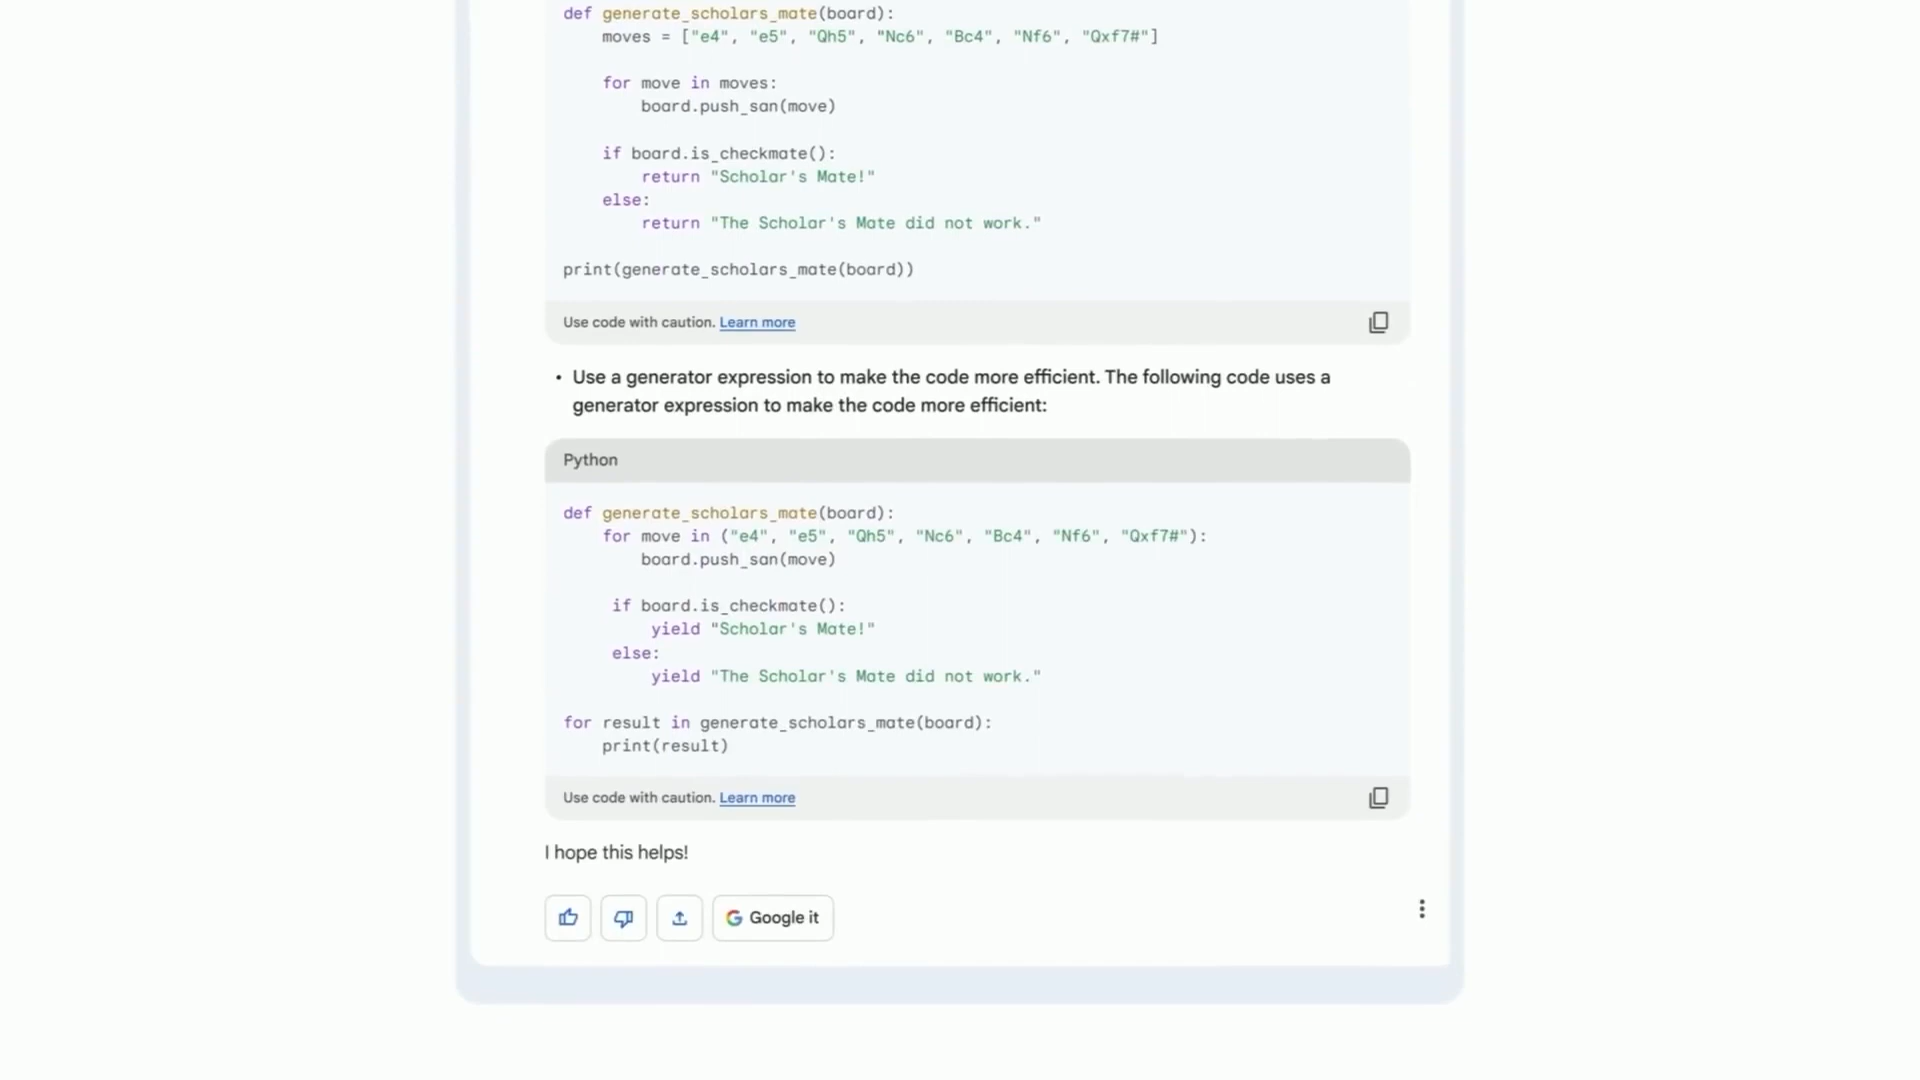 def generate_scholars_mate(board):
    moves = ["e4", "e5", "Qh5", "Nc6", "Bc4", "Nf6", "Qxf7#"]
    for move in moves:
        board.push_san(move)
    if board.is_checkmate():
        return "Scholar's Mate!"
    else:
        return "The Scholar's Mate did not work."
print(generate_scholars_mate(board))
Use code with caution. Learn more
• Use a generator expression to make the code more efficient. The following code uses a
generator expression to make the code more efficient:
Python
def generate_scholars_mate(board):
    for move in ("e4", "e5", "Qh5", "Nc6", "Bc4", "Nf6", "Qxf7#"):
        board.push_san(move)
     if board.is_checkmate():
         yield "Scholar's Mate!"
     else:
         yield "The Scholar's Mate did not work."
for result in generate_scholars_mate(board):
    print(result)
Use code with caution. Learn more
I hope this helps!
Google it